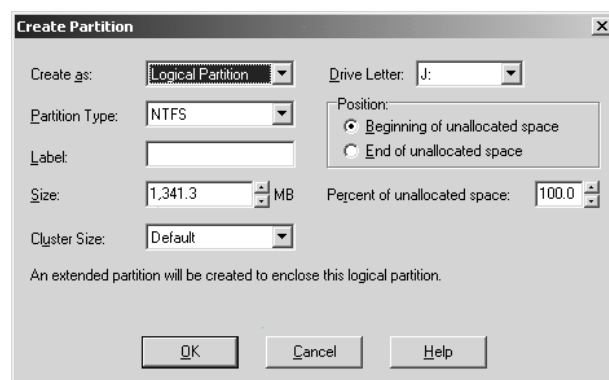 Create Partition
Create as: Logical Partition Drive Letter: J:
Partition Type: NTFS Position:
Beginning of unallocated space
Label: End of unallocated space
Size: 1,341.3 MB Percent of unallocated space: 100.0
Cluster Size: Default
An extended partition will be created to enclose this logical partition.
OK Cancel Help